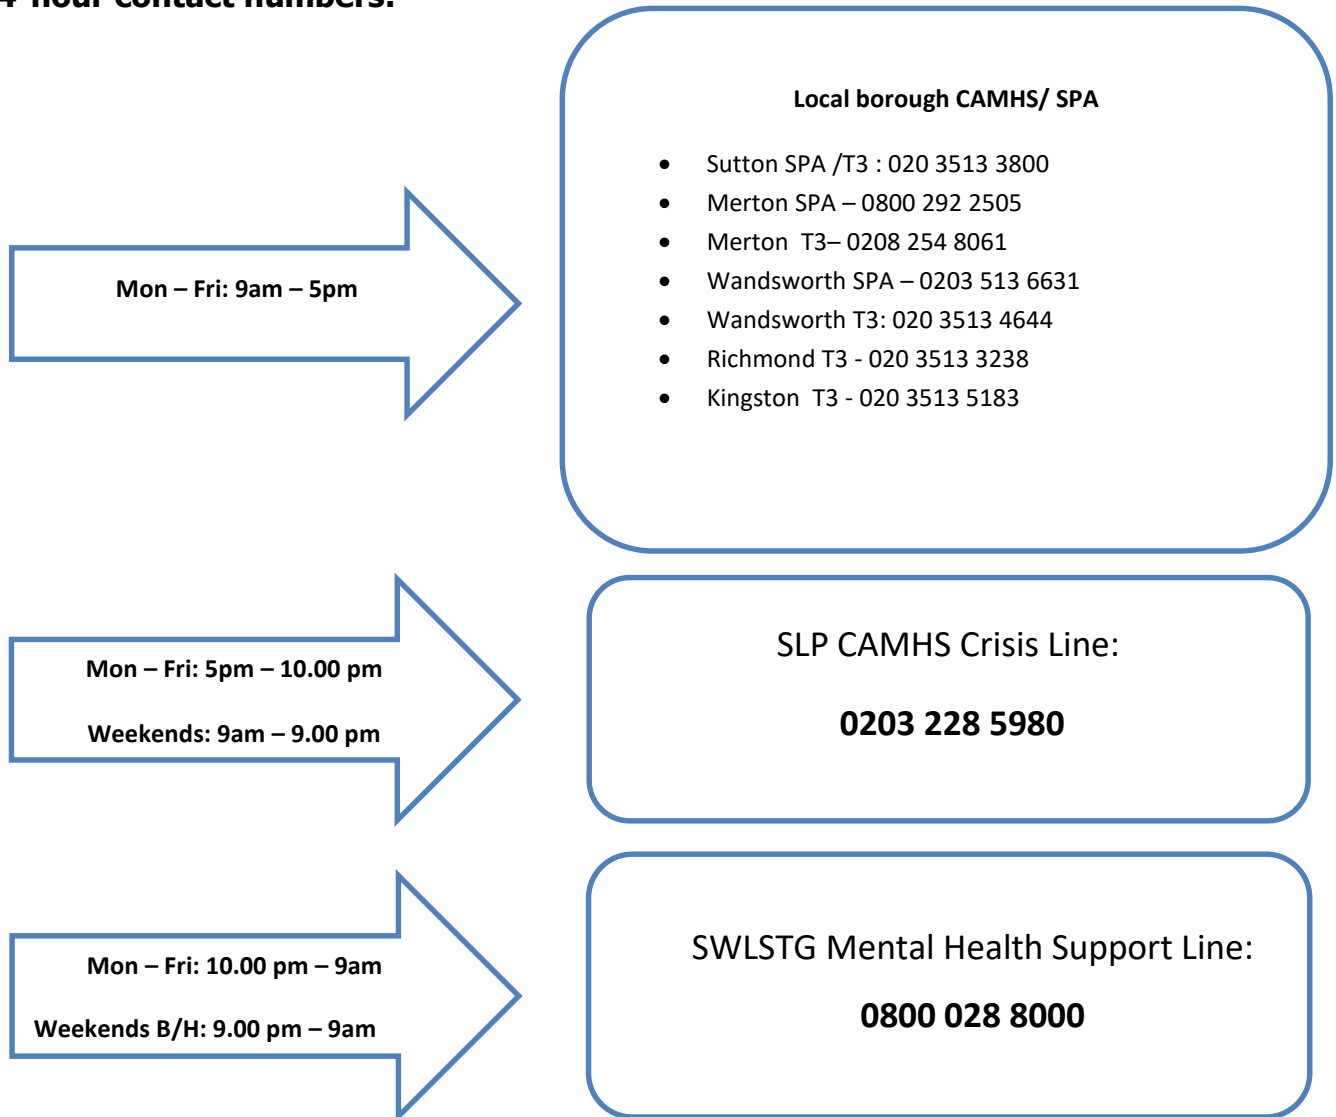 4 hour contact numbers:
Local borough CAMHS/ SPA
• Sutton SPA /T3 : 020 3513 3800
• Merton SPA – 0800 292 2505
• Merton T3– 0208 254 8061
• Wandsworth SPA – 0203 513 6631
• Wandsworth T3: 020 3513 4644
• Richmond T3 - 020 3513 3238
• Kingston T3 - 020 3513 5183
Mon – Fri: 9am – 5pm
Mon – Fri: 5pm – 10.00 pm
Weekends: 9am – 9.00 pm
SLP CAMHS Crisis Line:
0203 228 5980
Mon – Fri: 10.00 pm – 9am
Weekends B/H: 9.00 pm – 9am
SWLSTG Mental Health Support Line:
0800 028 8000